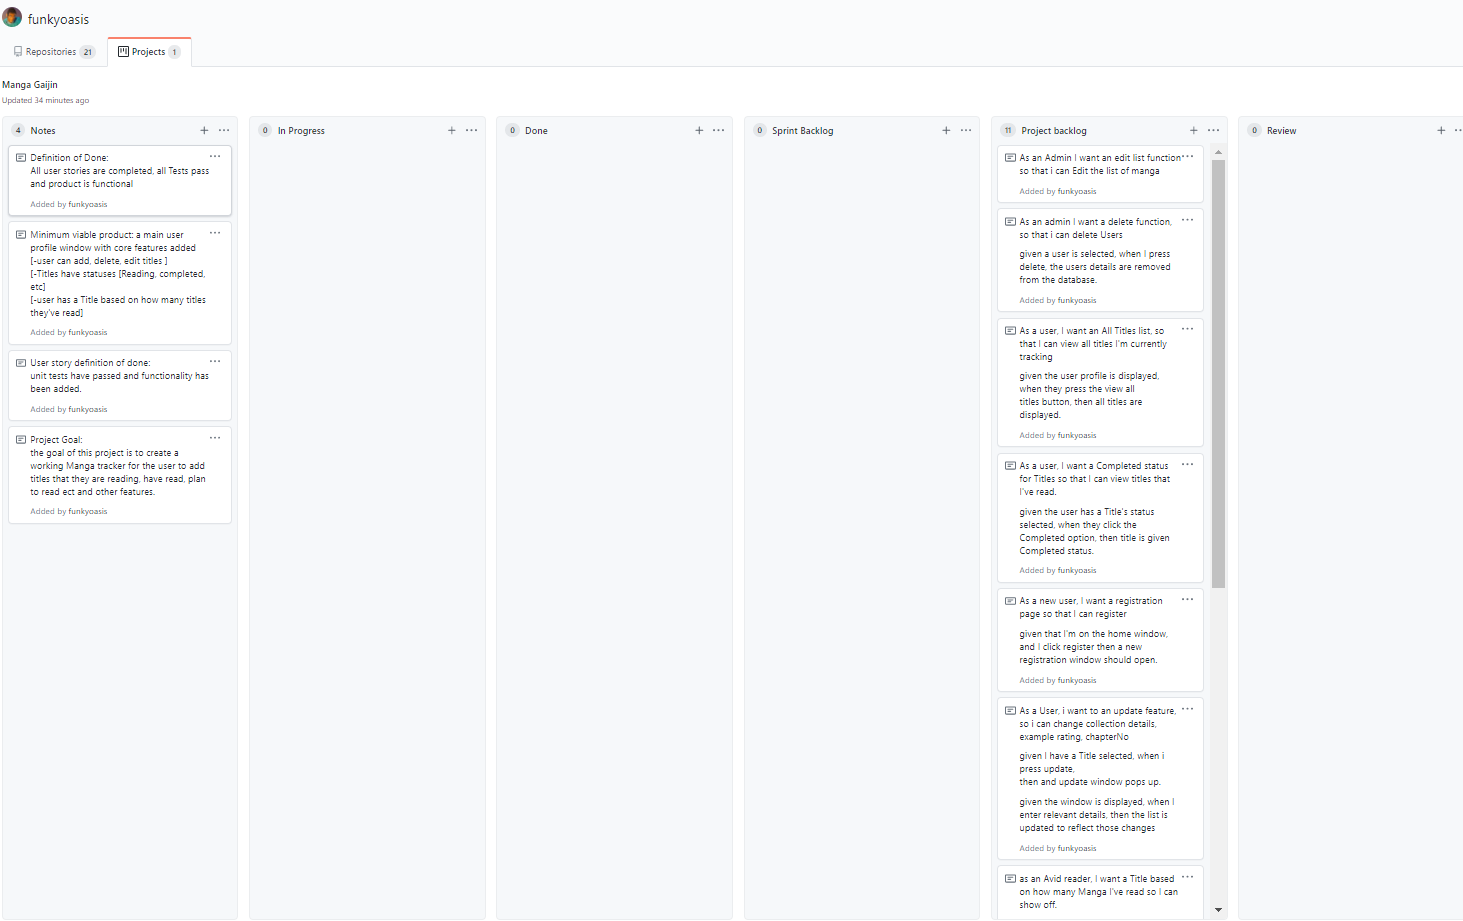 funkyoasis
Repositories 21
Projects 1
Manga Gaijin
Updated 34 minutes ago
4 Notes
Definition of Done:
All user stories are completed, all Tests pass
and product is functional
Added by funkyoasis
Minimum viable product: a main user
profile window with core features added
[-user can add, delete, edit titles ]
[-Titles have statuses [Reading, completed,
etc]
[-user has a Title based on how many titles
they've read]
Added by funkyoasis
User story definition of done:
unit tests have passed and functionality has
been added.
Added by funkyoasis
Project Goal:
the goal of this project is to create a
working Manga tracker for the user to add
titles that they are reading, have read, plan
to read ect and other features.
Added by funkyoasis
0 In Progress
0 Done
0 Sprint Backlog
11 Project backlog
As an Admin I want an edit list function
so that i can Edit the list of manga
Added by funkyoasis
As an admin I want a delete function,
so that i can delete Users
given a user is selected, when I press
delete, the users details are removed
from the database.
Added by funkyoasis
As a user, I want an All Titles list, so
that I can view all titles I'm currently
tracking
given the user profile is displayed,
when they press the view all
titles button, then all titles are
displayed.
Added by funkyoasis
As a user, I want a Completed status
for Titles so that I can view titles that
I've read.
given the user has a Title's status
selected, when they click the
Completed option, then title is given
Completed status.
Added by funkyoasis
As a new user, I want a registration
page so that I can register
given that I'm on the home window,
and I click register then a new
registration window should open.
Added by funkyoasis
As a User, i want to an update feature,
so i can change collection details,
example rating, chapterNo
given I have a Title selected, when i
press update,
then and update window pops up.
given the window is displayed, when I
enter relevant details, then the list is
updated to reflect those changes
Added by funkyoasis
as an Avid reader, I want a Title based
on how many Manga I've read so I can
show off.
0 Review